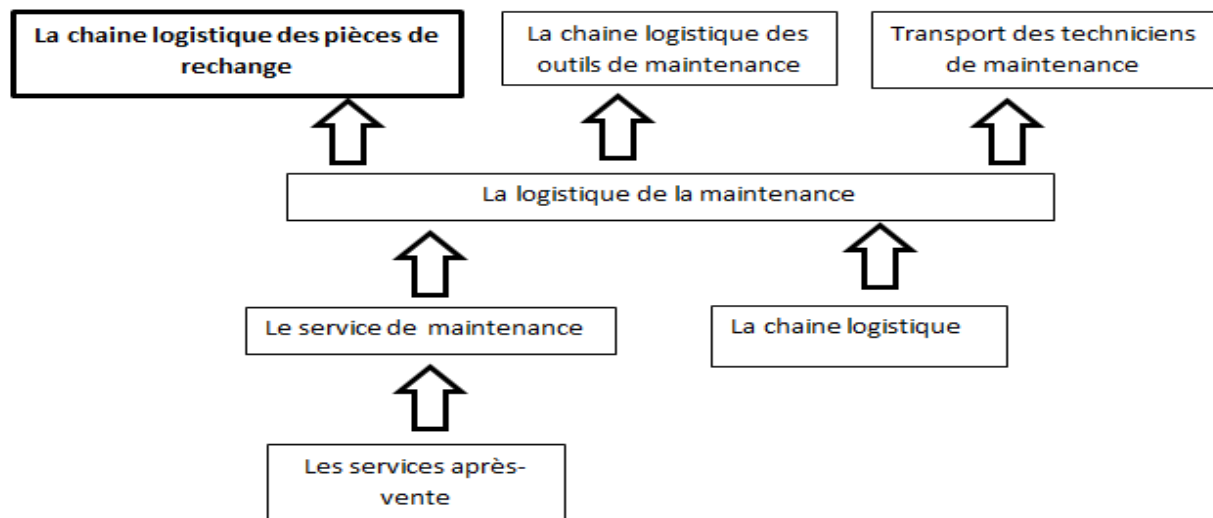 La chaine logistique des pièces de
rechange
La chaine logistique des
outils de maintenance
Transport des techniciens
de maintenance
La logistique de la maintenance
Le service de maintenance
La chaine logistique
Les services après-
vente